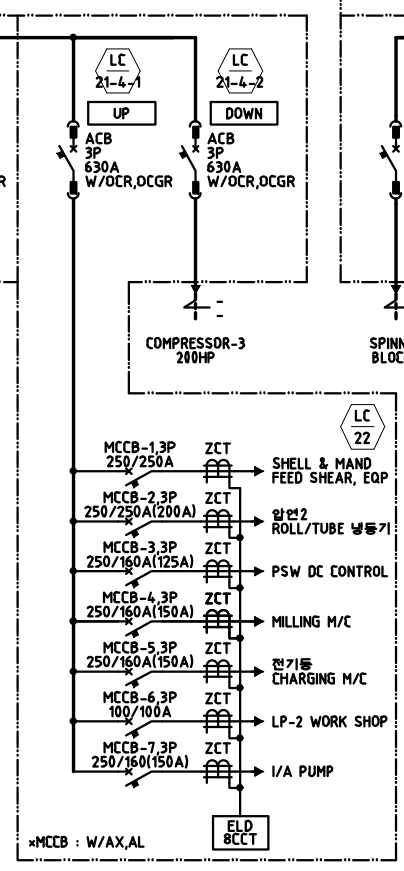 LC
21-4-1
LC
21-4-2
UP
DOWN
ACB
3P
630A
W/OCR,OCGR
ACB
3P
630A
W/OCR,OCGR
R
COMPRESSOR-3
200HP
SPINN
BLOC
LC
22
MCCB-1,3P
250/250A
ZCT
SHELL & MAND
FEED SHEAR, EQP
MCCB-2,3P
250/250A(200A)
ZCT
압연2
ROLL/TUBE 냉동기
MCCB-3,3P
250/160A(125A)
ZCT
PSW DC CONTROL
MCCB-4,3P
250/160A(150A)
ZCT
MILLING M/C
MCCB-5,3P
250/160A(150A)
ZCT
전기동
CHARGING M/C
MCCB-6,3P
100/100A
ZCT
LP-2 WORK SHOP
MCCB-7,3P
250/160(150A)
ZCT
I/A PUMP
ELD
8CCT
*MCCB : W/AX,AL